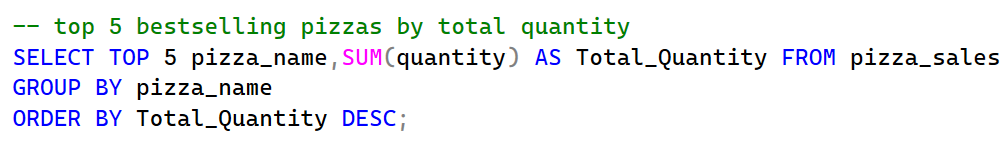 -- top 5 bestselling pizzas by total quantity
SELECT TOP 5 pizza_name,SUM(quantity) AS Total_Quantity FROM pizza_sales
GROUP BY pizza_name
ORDER BY Total_Quantity DESC;